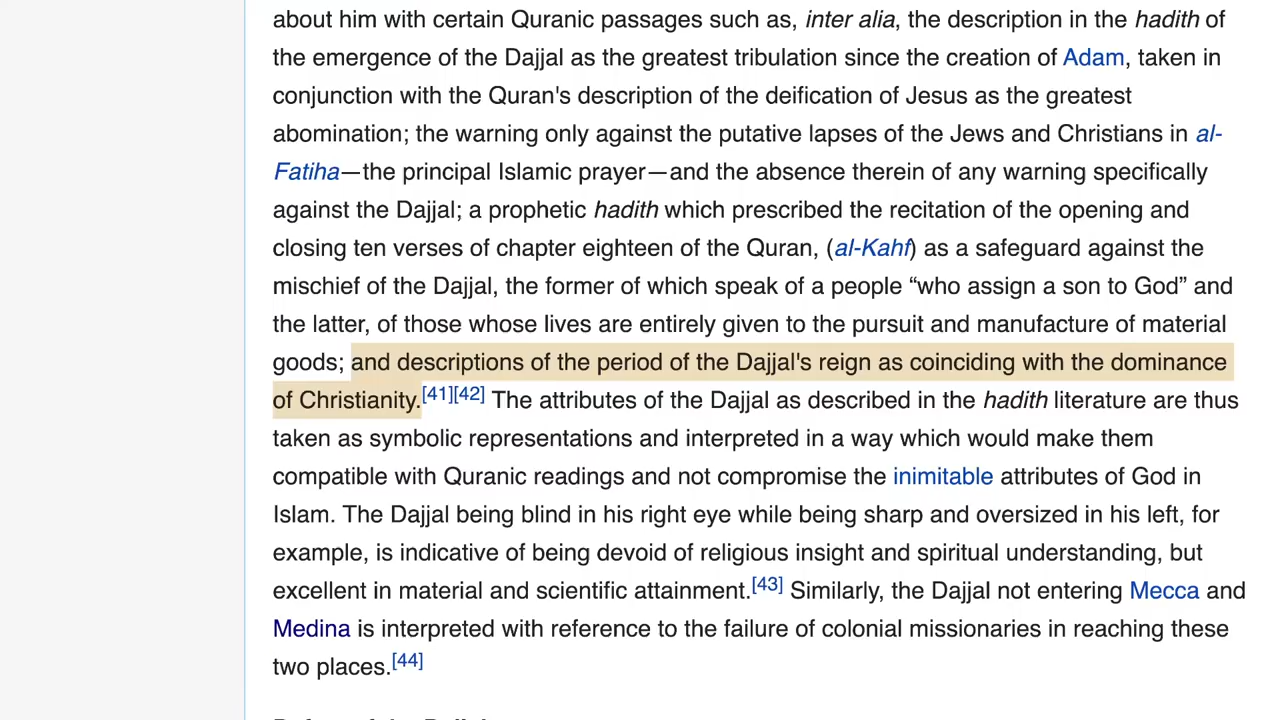 about him with certain Quranic passages such as, inter alia, the description in the hadith of
the emergence of the Dajjal as the greatest tribulation since the creation of Adam, taken in
conjunction with the Quran's description of the deification of Jesus as the greatest
abomination; the warning only against the putative lapses of the Jews and Christians in al-
Fatiha—the principal Islamic prayer—and the absence therein of any warning specifically
against the Dajjal; a prophetic hadith which prescribed the recitation of the opening and
closing ten verses of chapter eighteen of the Quran, (al-Kahf) as a safeguard against the
mischief of the Dajjal, the former of which speak of a people “who assign a son to God” and
the latter, of those whose lives are entirely given to the pursuit and manufacture of material
goods; and descriptions of the period of the Dajjal's reign as coinciding with the dominance
of Christianity.[41][42] The attributes of the Dajjal as described in the hadith literature are thus
taken as symbolic representations and interpreted in a way which would make them
compatible with Quranic readings and not compromise the inimitable attributes of God in
Islam. The Dajjal being blind in his right eye while being sharp and oversized in his left, for
example, is indicative of being devoid of religious insight and spiritual understanding, but
excellent in material and scientific attainment.[43] Similarly, the Dajjal not entering Mecca and
Medina is interpreted with reference to the failure of colonial missionaries in reaching these
two places.[44]